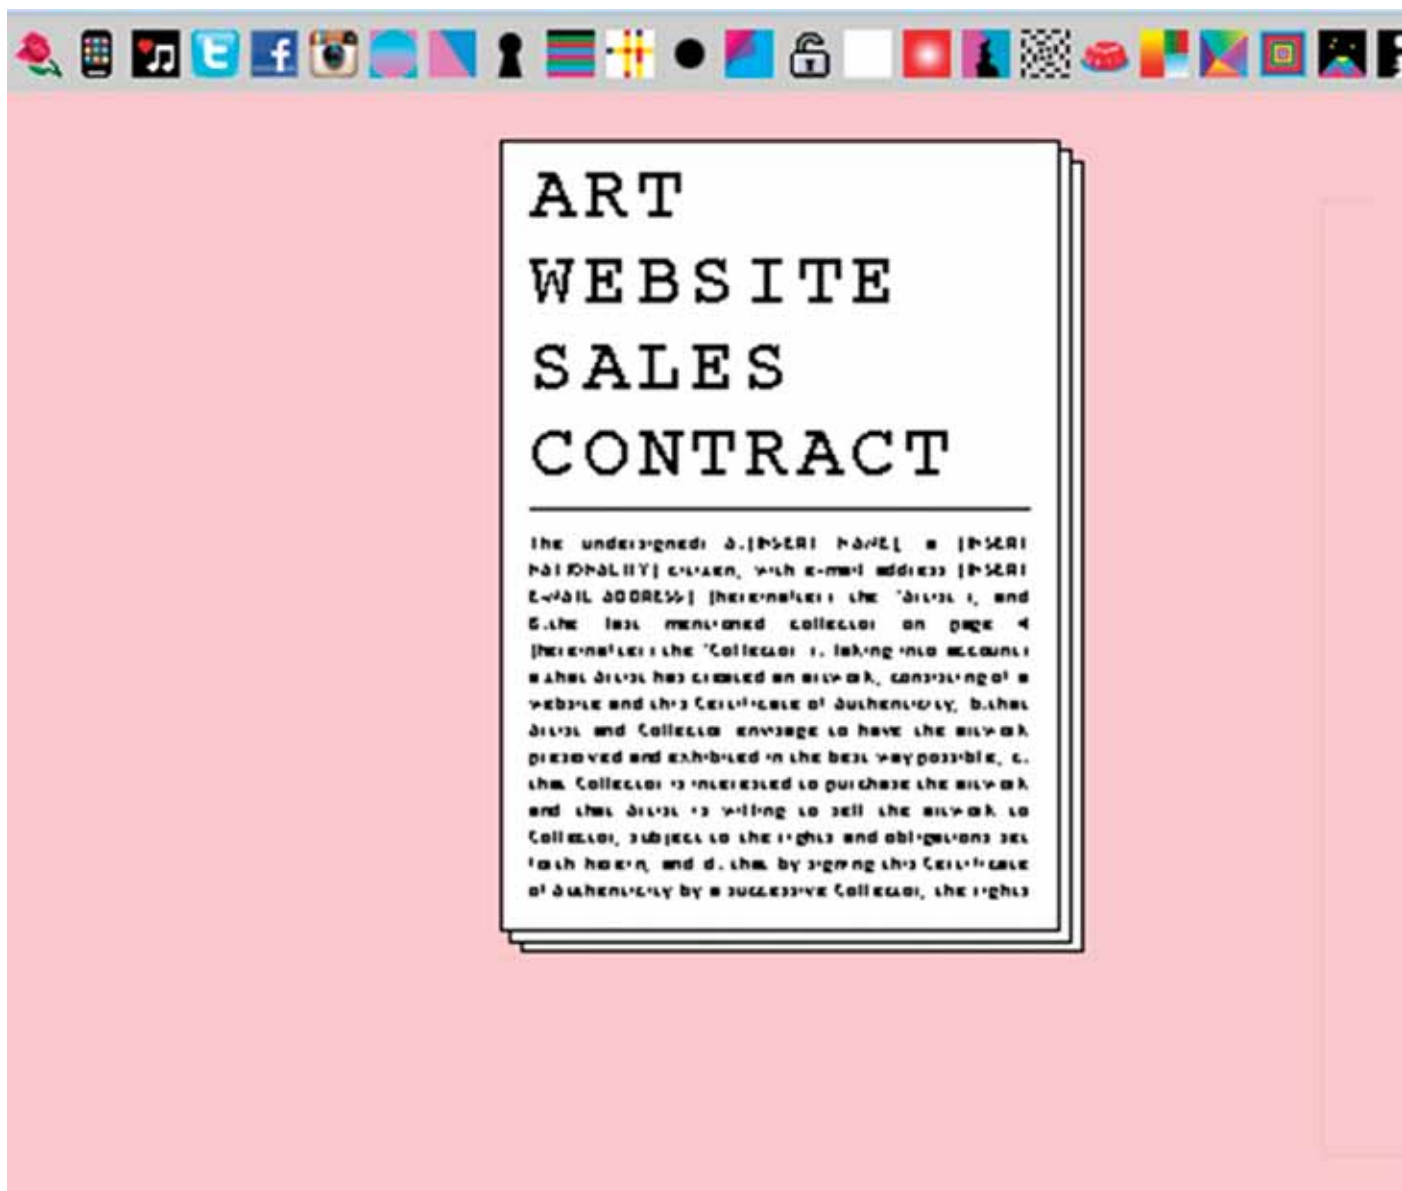 ART
WEBSITE
SALES
CONTRACT
The undersigned: A.[INSERT NAME], a [INSERT
NATIONALITY] citizen, with e-mail address [INSERT
E-MAIL ADDRESS] (hereinafter: the "Artist"), and
B.the last mentioned collector on page 4
(hereinafter: the "Collector"), taking into account:
a.that Artist has created an artwork, consisting of a
website and this Certificate of Authenticity, b.that
Artist and Collector envisage to have the artwork
preserved and exhibited in the best way possible, c.
that Collector is interested to purchase the artwork
and that Artist is willing to sell the artwork to
Collector, subject to the rights and obligations set
forth herein, and d. that by signing this Certificate
of Authenticity by a successive Collector, the rights